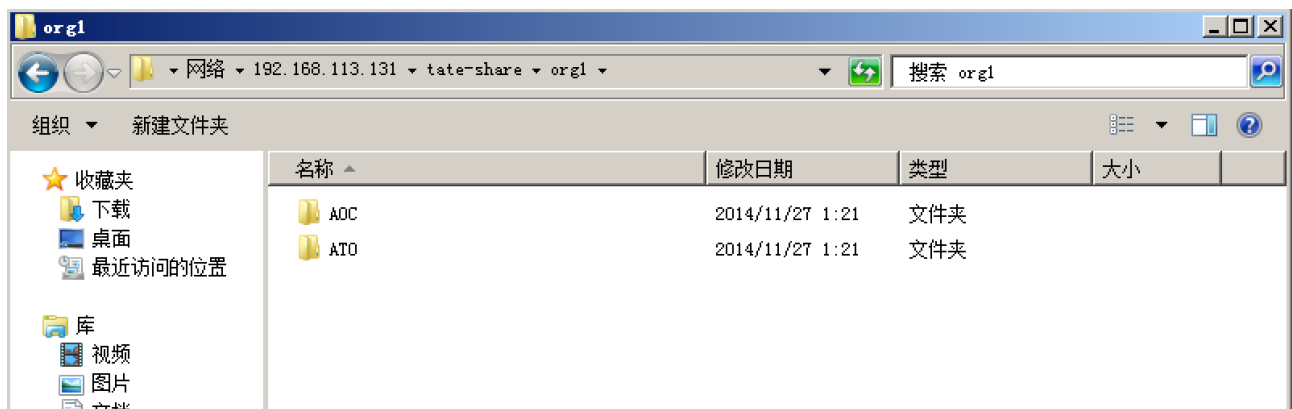 org1
网络 192.168.113.131 tate-share org1
搜索 org1
组织 新建文件夹
名称 修改日期 类型 大小
收藏夹
下载
桌面
最近访问的位置
库
视频
图片
文档
AOC 2014/11/27 1:21 文件夹
ATO 2014/11/27 1:21 文件夹